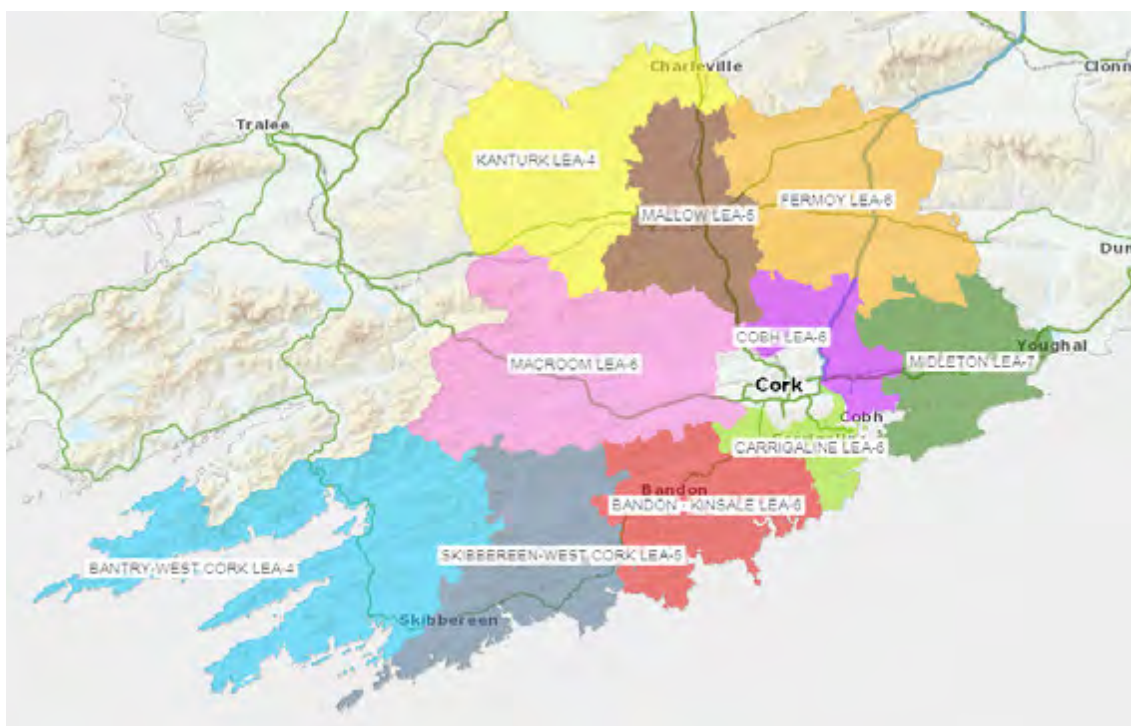 Charleville
Clonn
Tralee
KANTURK LEA-4
FERMOY LEA-6
MALLOW LEA-5
Dun
COBH LEA-6
Youghal
MACROOM LEA-6
MIDLETON LEA-7
Cork
Cobh
CARRIGALINE LEA-6
Bandon
BANDON - KINSALE LEA-6
SKIBBEREEN-WEST CORK LEA-5
BANTRY-WEST CORK LEA-4
Skibbereen